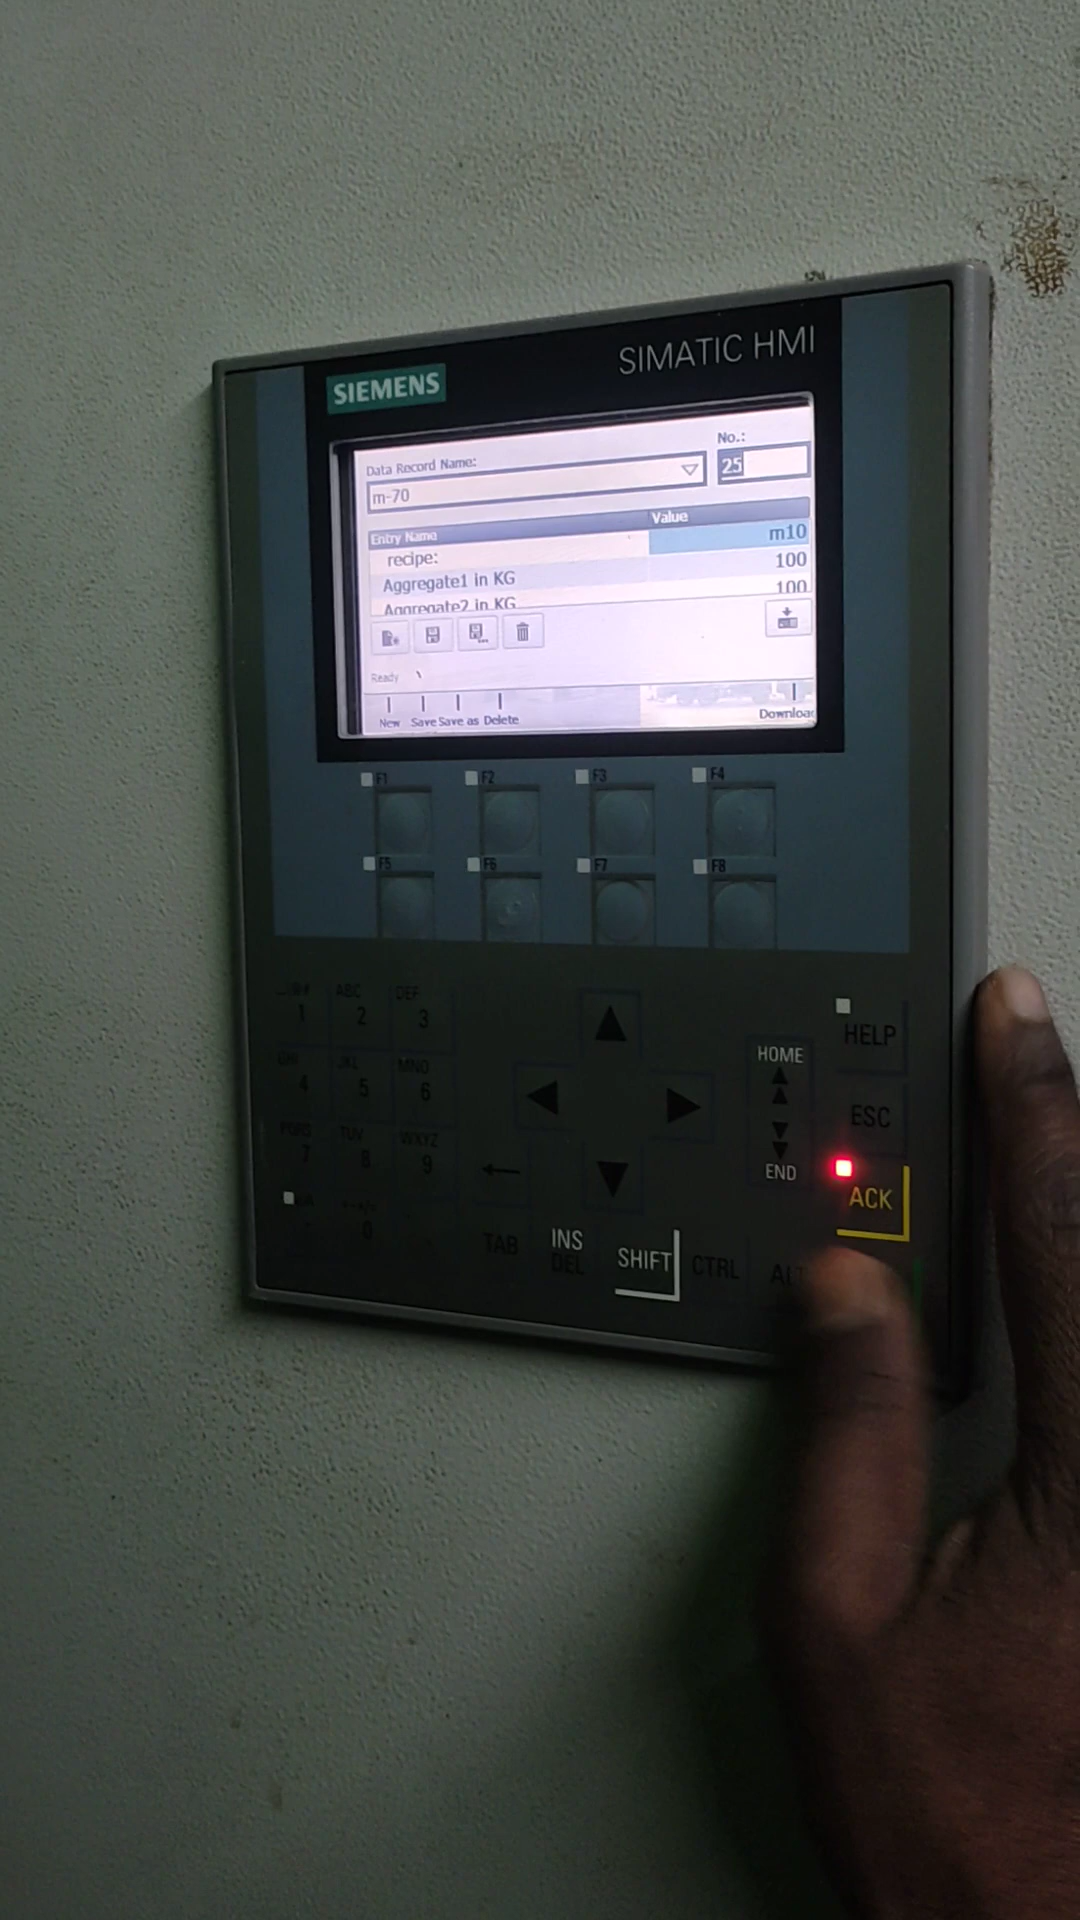 SIEMENS
SIMATIC HMI
Data Record Name:
No.:
m-70
25
Entry Name
Value
recipe:
m10
Aggregate1 in KG
100
Aggregate2 in KG
100
Ready
New
Save
Save as
Delete
Downloa
F1
F2
F3
F4
F5
F6
F7
F8
ABC
DEF
1
2
3
GHI
JKL
MNO
4
5
6
PQRS
TUV
WXYZ
7
8
9
0
HOME
END
HELP
ESC
ACK
TAB
INS
DEL
SHIFT
CTRL